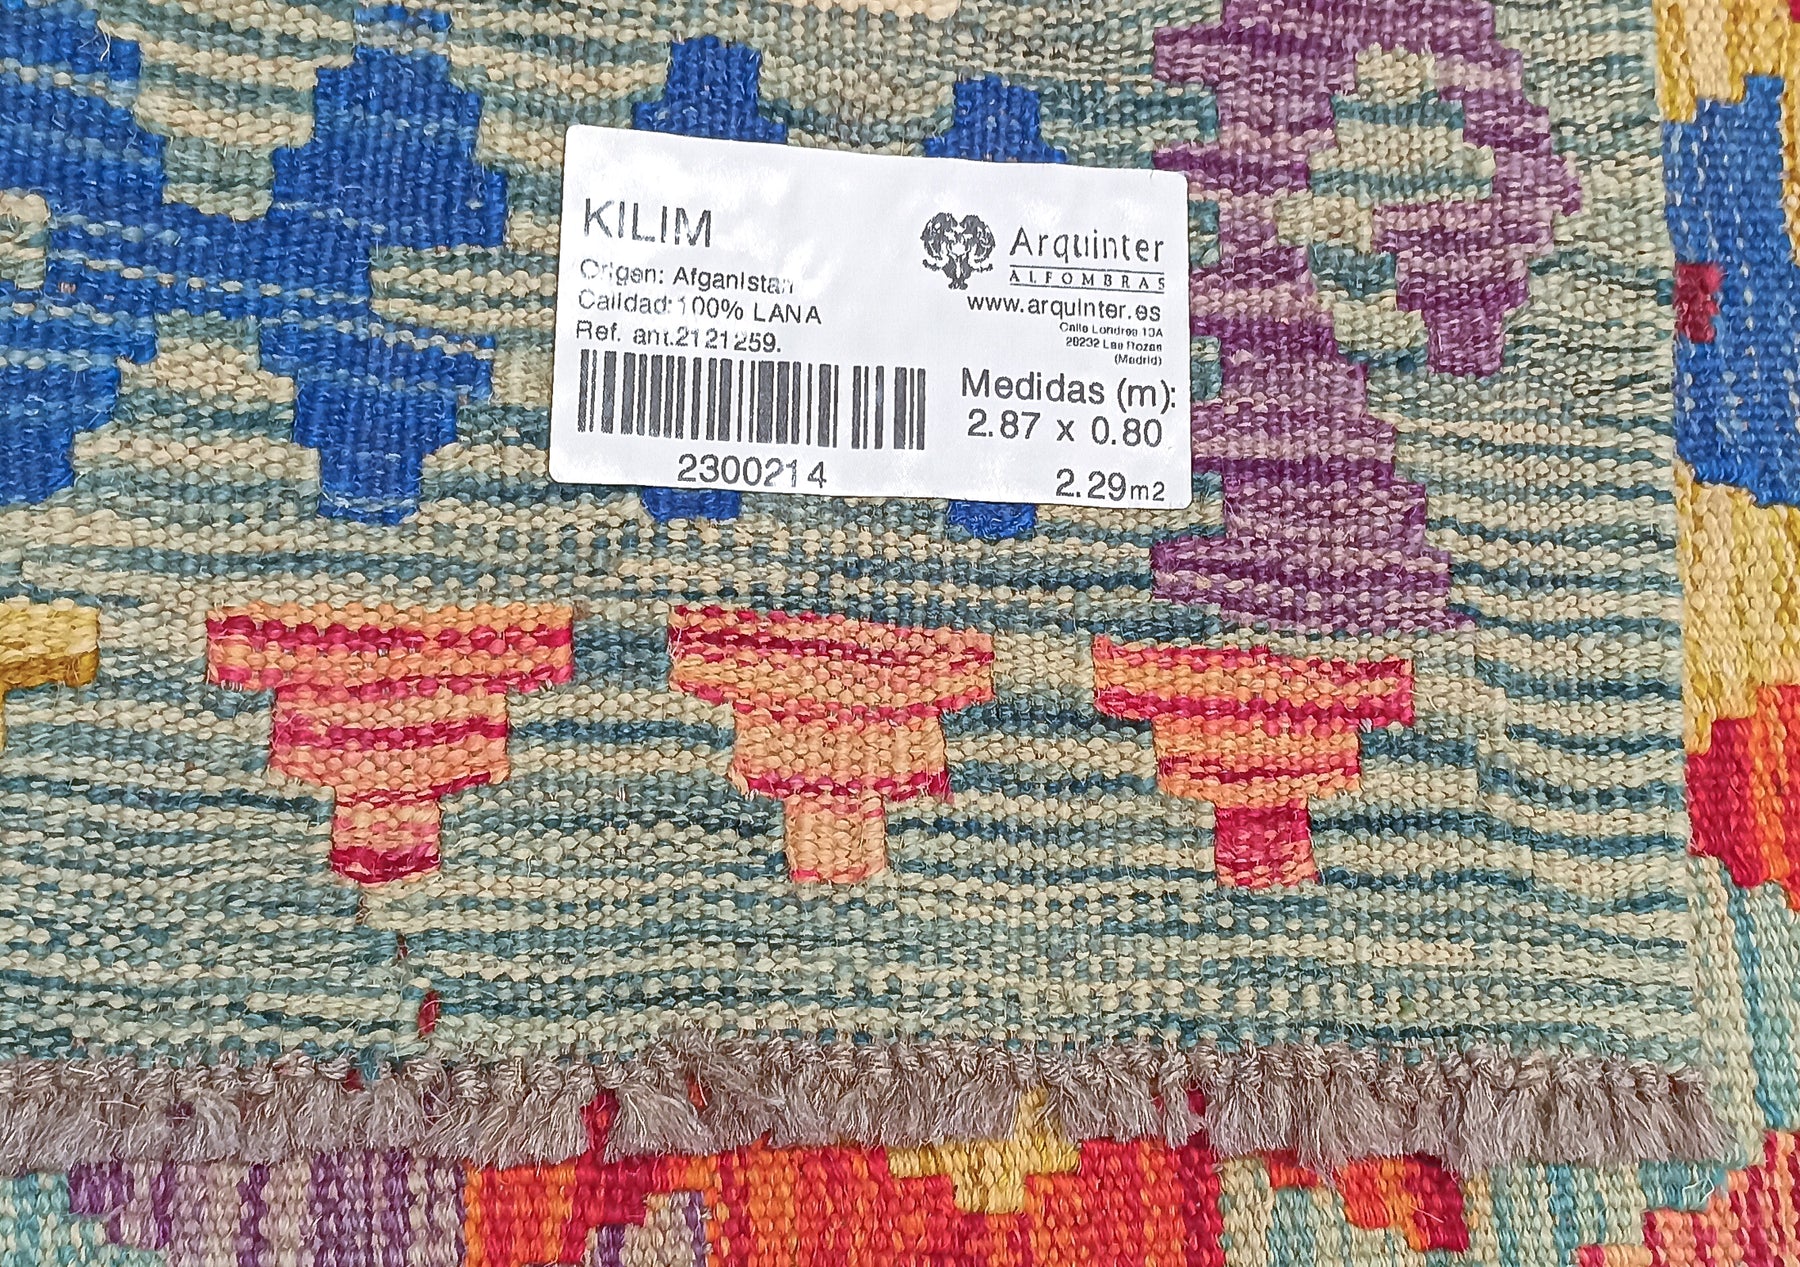 KILIM
Origen: Afganistan
Calidad: 100% LANA
Ref. ant.2121259.
2300214
Arquinter
ALFOMBRAS
www.arquinter.es
Calle Londres 13A
28232 Las Rozas
(Madrid)
Medidas (m):
2.87 x 0.80
2.29m2